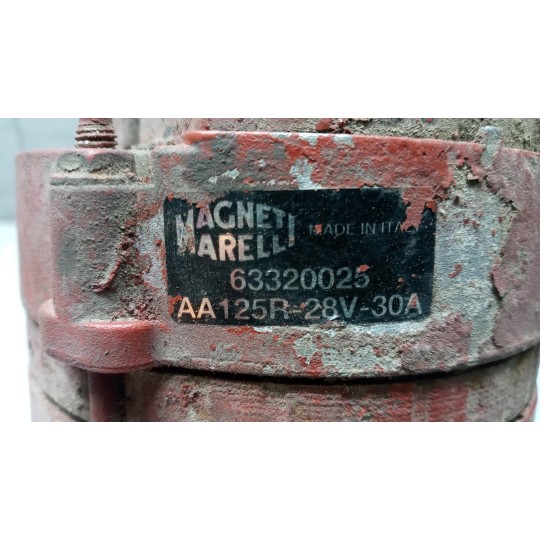 MAGNETI
MARELLI
MADE IN ITALY
63320025
AA125R-28V-30A